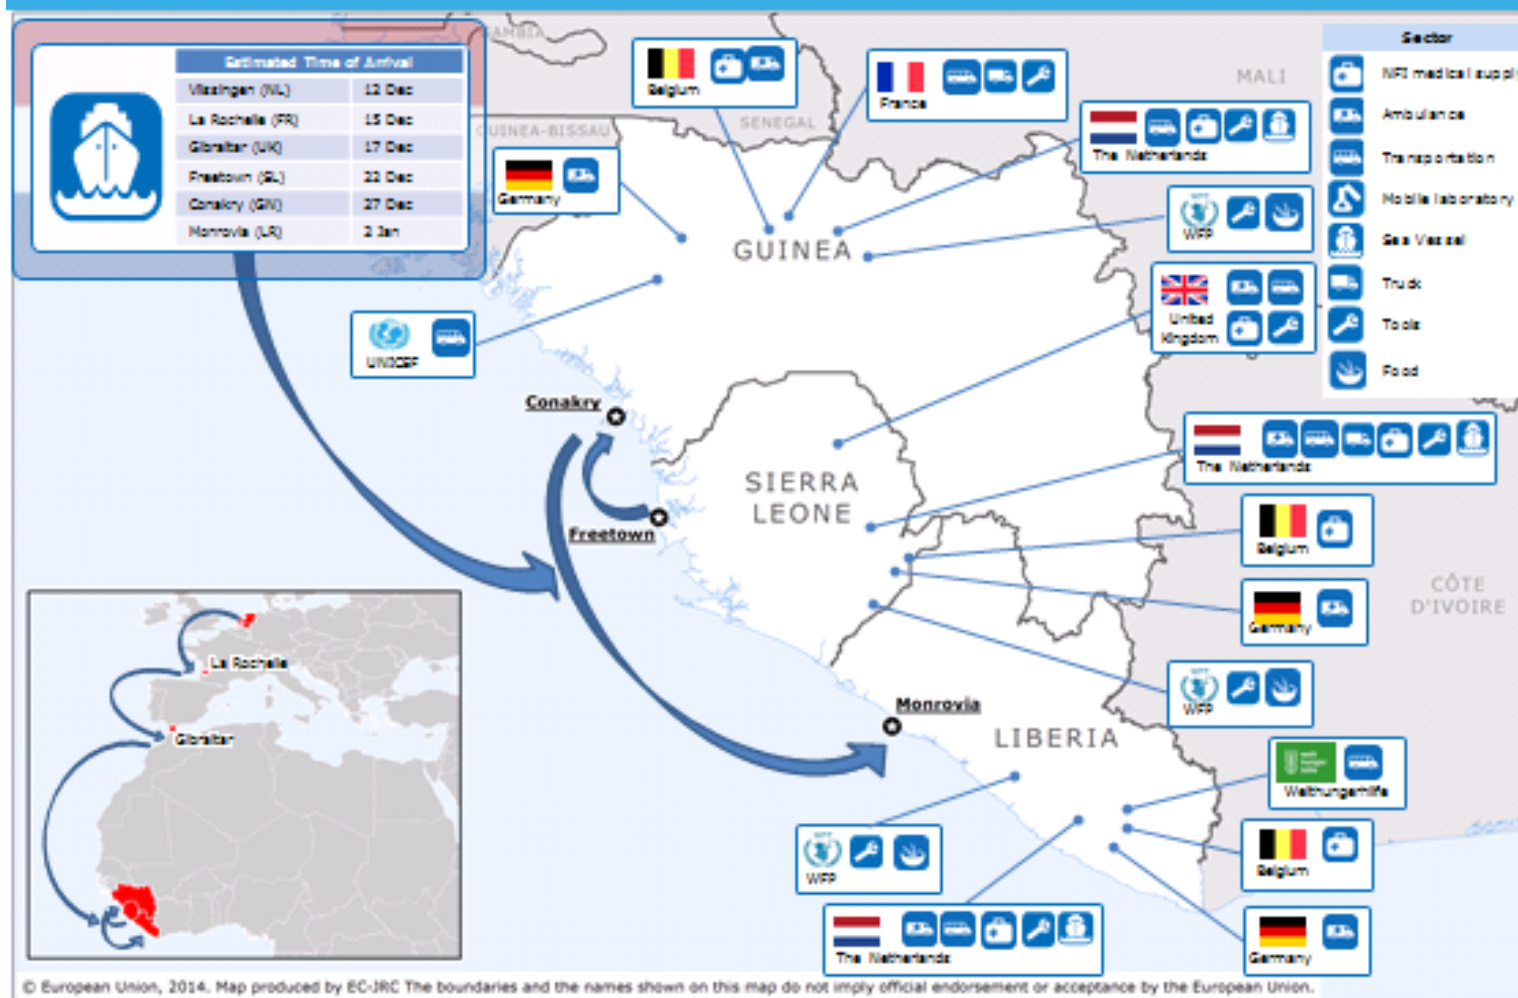 GAMBIA
Estimated Time of Arrival
Vlissingen (NL) 12 Dec
La Rochelle (FR) 15 Dec
Gibraltar (UK) 17 Dec
Freetown (SL) 22 Dec
Conakry (GN) 27 Dec
Monrovia (LR) 2 Jan
Belgium
France
MALI
Sector
NFI medical supply
Ambulance
Transportation
Mobile laboratory
Sea Vessel
Truck
Tools
Food
GUINEA-BISSAU
SENEGAL
The Netherlands
Germany
WFP
GUINEA
United
Kingdom
UNICEF
Conakry
SIERRA
LEONE
Freetown
The Netherlands
Belgium
Germany
CÔTE
D'IVOIRE
WFP
La Rochelle
Gibraltar
Monrovia
LIBERIA
Welthungerhilfe
WFP
Belgium
The Netherlands
Germany
© European Union, 2014. Map produced by EC-JRC The boundaries and the names shown on this map do not imply official endorsement or acceptance by the European Union.